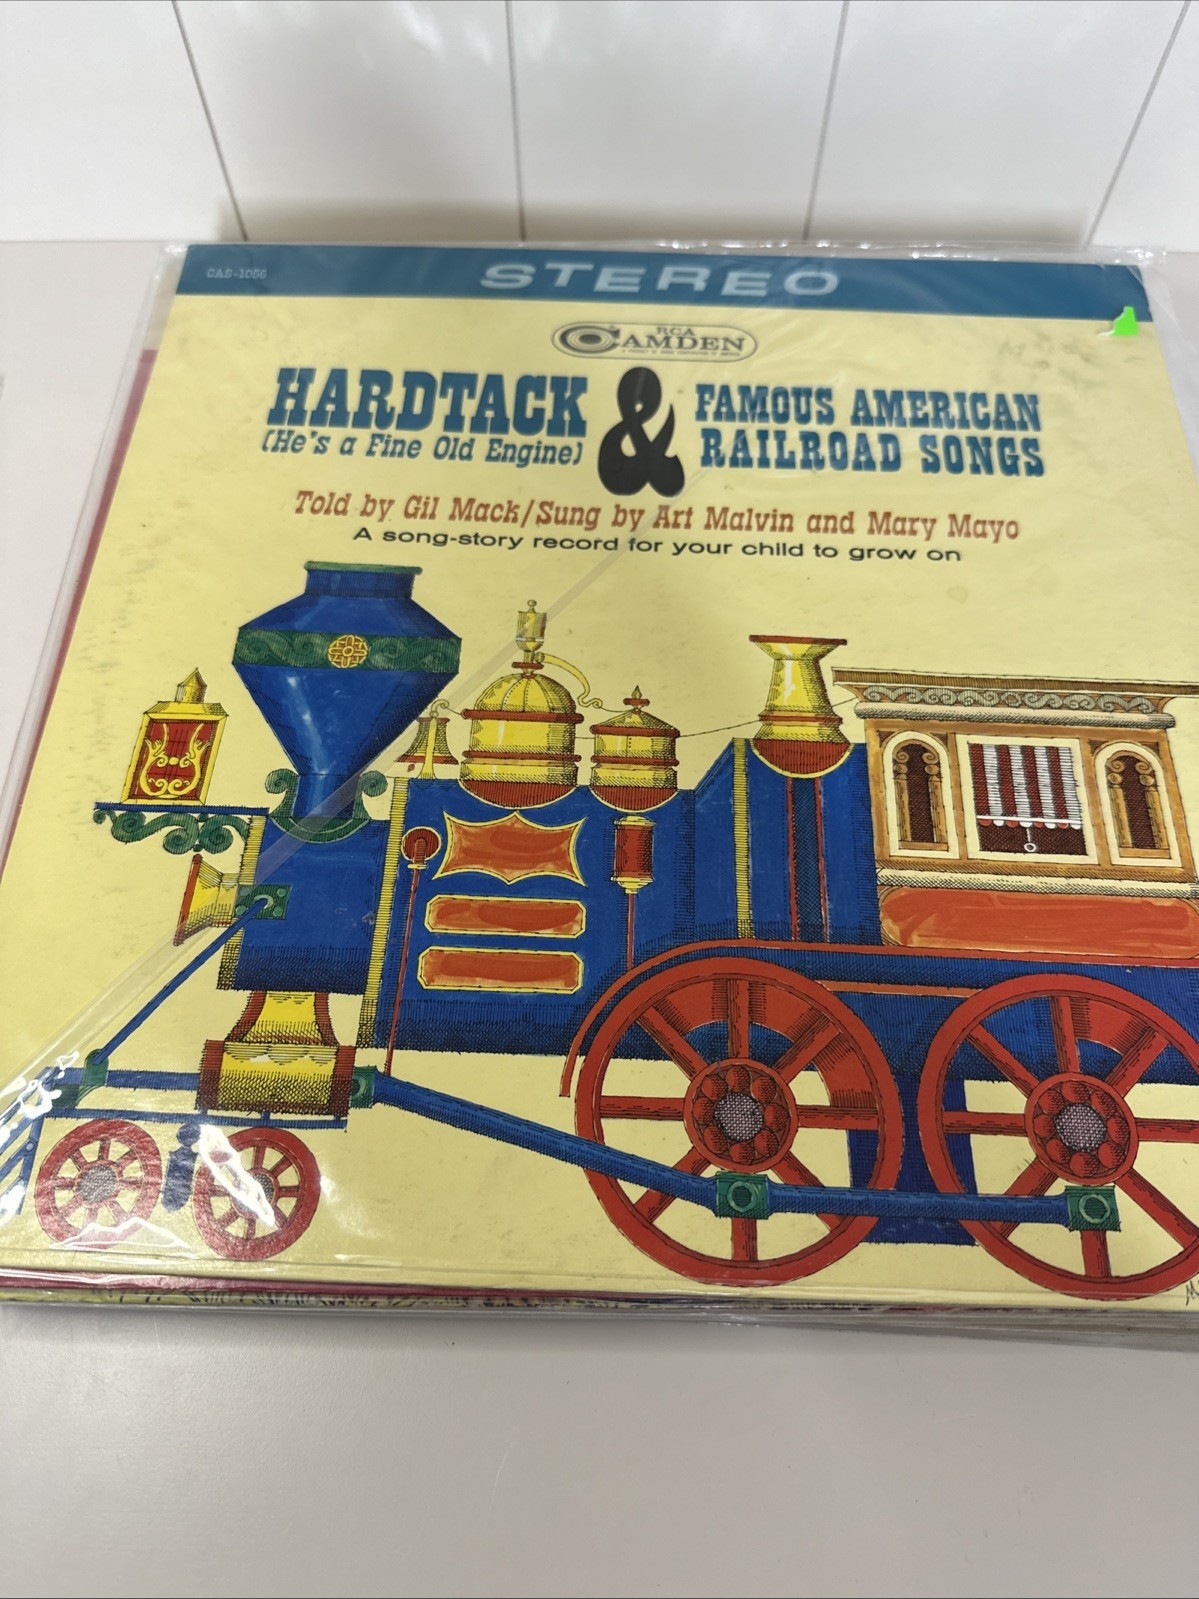 CAS-1056
STEREO
RCA
CAMDEN
HARDTACK
(He's a Fine Old Engine)
&
FAMOUS AMERICAN
RAILROAD SONGS
Told by Gil Mack/Sung by Art Malvin and Mary Mayo
A song-story record for your child to grow on